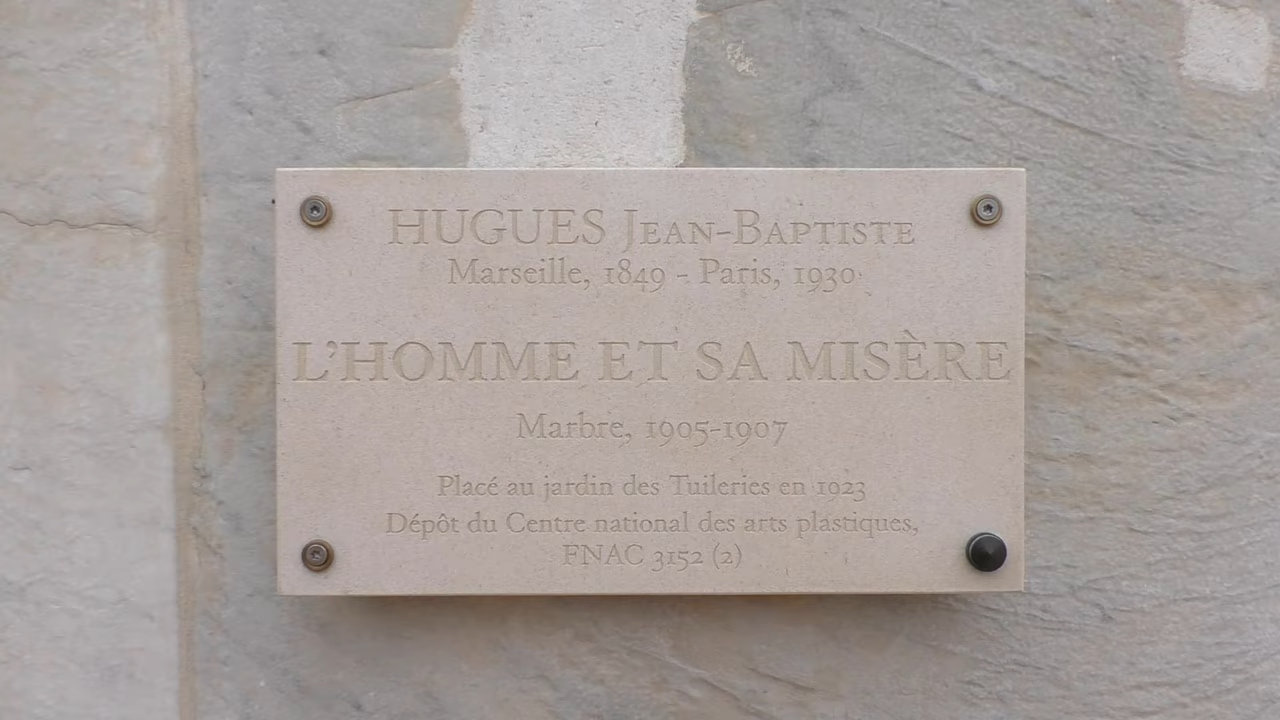 HUGUES JEAN-BAPTISTE
Marseille, 1849 - Paris, 1930
L'HOMME ET SA MISÈRE
Marbre, 1905-1907
Placé au jardin des Tuileries en 1923
Dépôt du Centre national des arts plastiques,
FNAC 3152 (2)